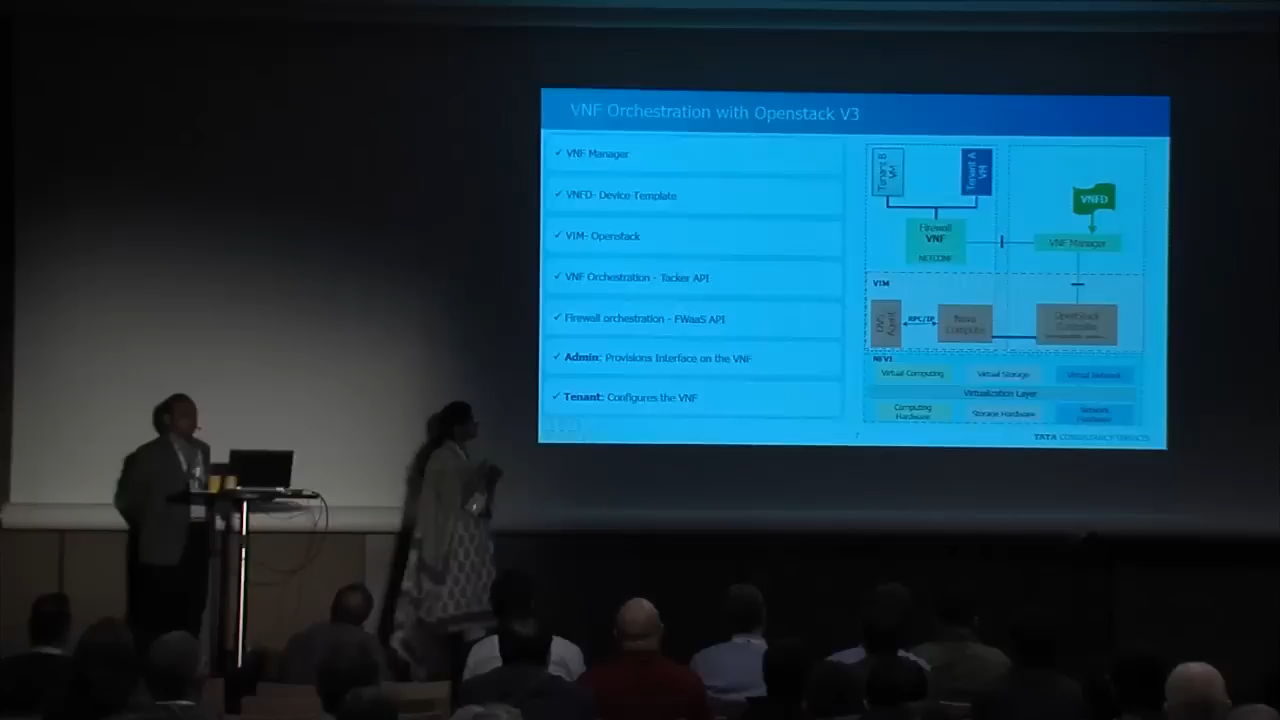 VNF Orchestration with Openstack V3
✓ VNF Manager
✓ VNFD- Device Template
✓ VIM- Openstack
✓ VNF Orchestration - Tacker API
✓ Firewall orchestration - FWaaS API
✓ Admin: Provisions Interface on the VNF
✓ Tenant: Configures the VNF
Tenant B
VM
Tenant A
VM
VNFD
Firewall
VNF
NETCONF
VNF Manager
VIM
OVS
Agent
RPC/IP
Nova
Compute
OpenStack
Controller
NFVI
Virtual Computing
Virtual Storage
Virtual Network
Virtualization Layer
Computing
Hardware
Storage Hardware
Network
Hardware
7
TATA CONSULTANCY SERVICES